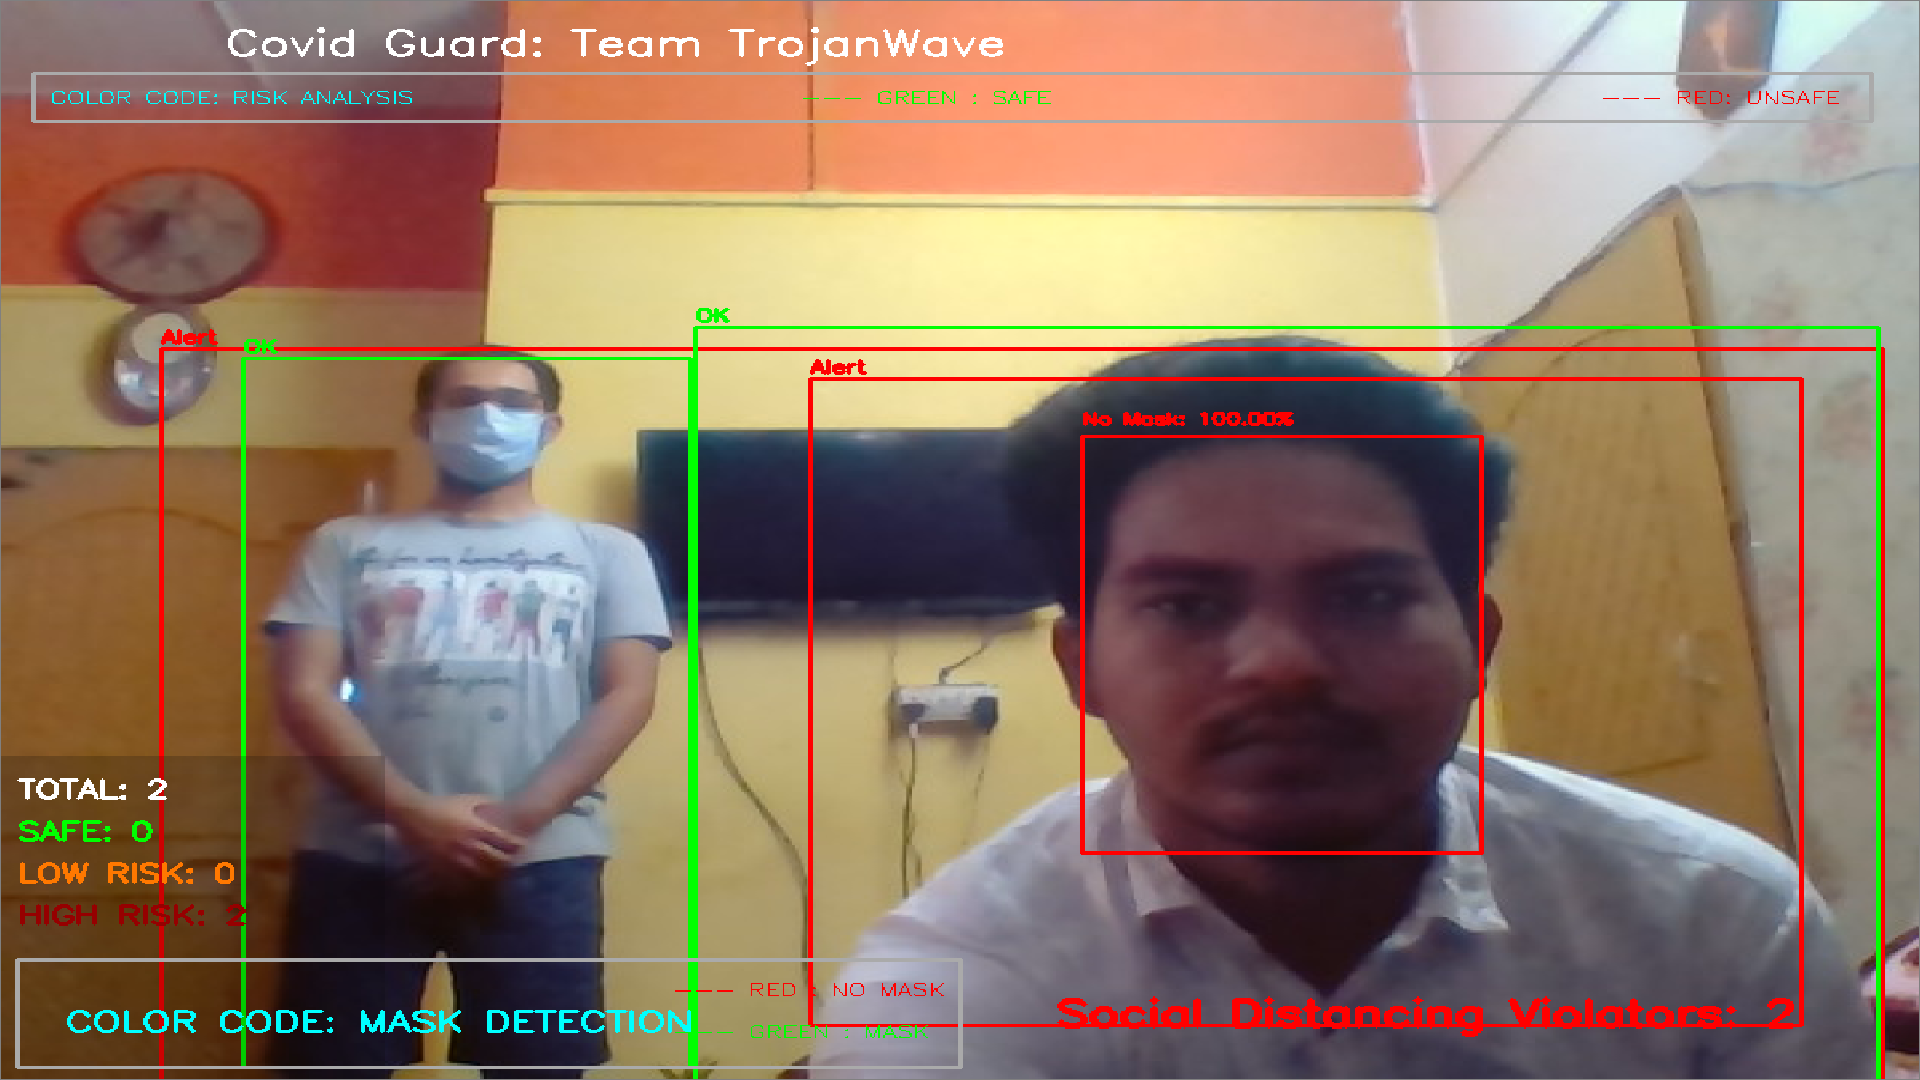 Covid Guard: Team TrojanWave
COLOR CODE: RISK ANALYSIS
--- GREEN : SAFE
--- RED: UNSAFE
OK
Alert
OK
Alert
No Mask: 100.00%
TOTAL: 2
SAFE: 0
LOW RISK: 0
HIGH RISK: 2
--- RED : NO MASK
COLOR CODE: MASK DETECTION
--- GREEN : MASK
Social Distancing Violators: 2